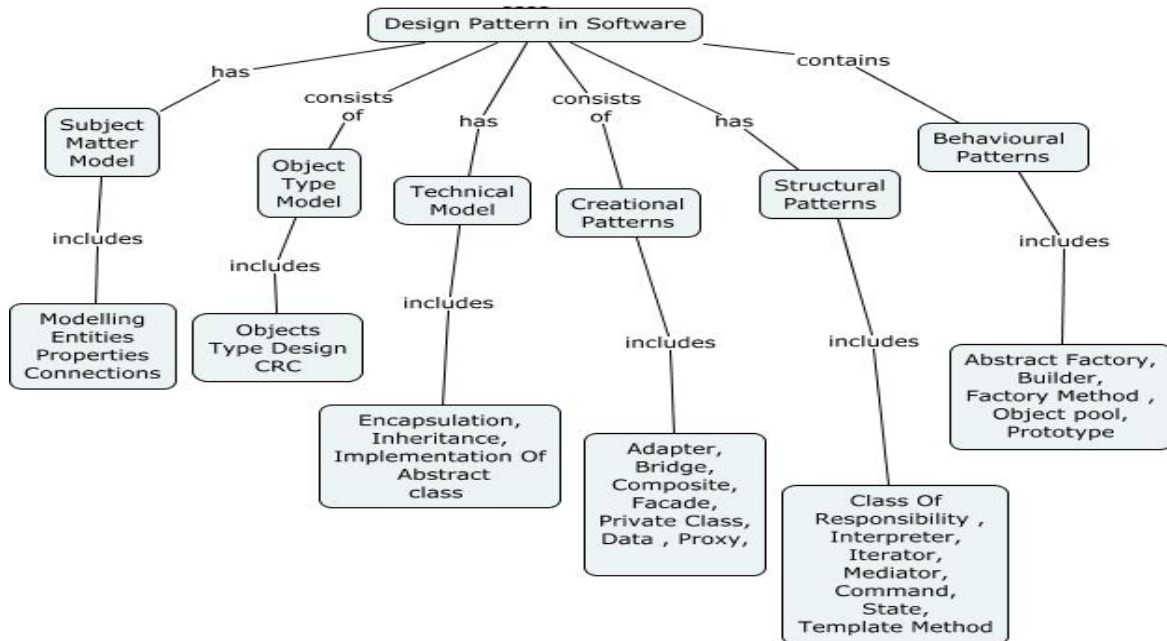 Design Pattern in Software
has
consists
of
has
consists
of
has
contains
Subject
Matter
Model
Object
Type
Model
Technical
Model
Creational
Patterns
Structural
Patterns
Behavioural
Patterns
includes
includes
includes
includes
includes
includes
Modelling
Entities
Properties
Connections
Objects
Type Design
CRC
Encapsulation,
Inheritance,
Implementation Of
Abstract
class
Adapter,
Bridge,
Composite,
Facade,
Private Class,
Data , Proxy,
Class Of
Responsibility ,
Interpreter,
Iterator,
Mediator,
Command,
State,
Template Method
Abstract Factory,
Builder,
Factory Method ,
Object pool,
Prototype